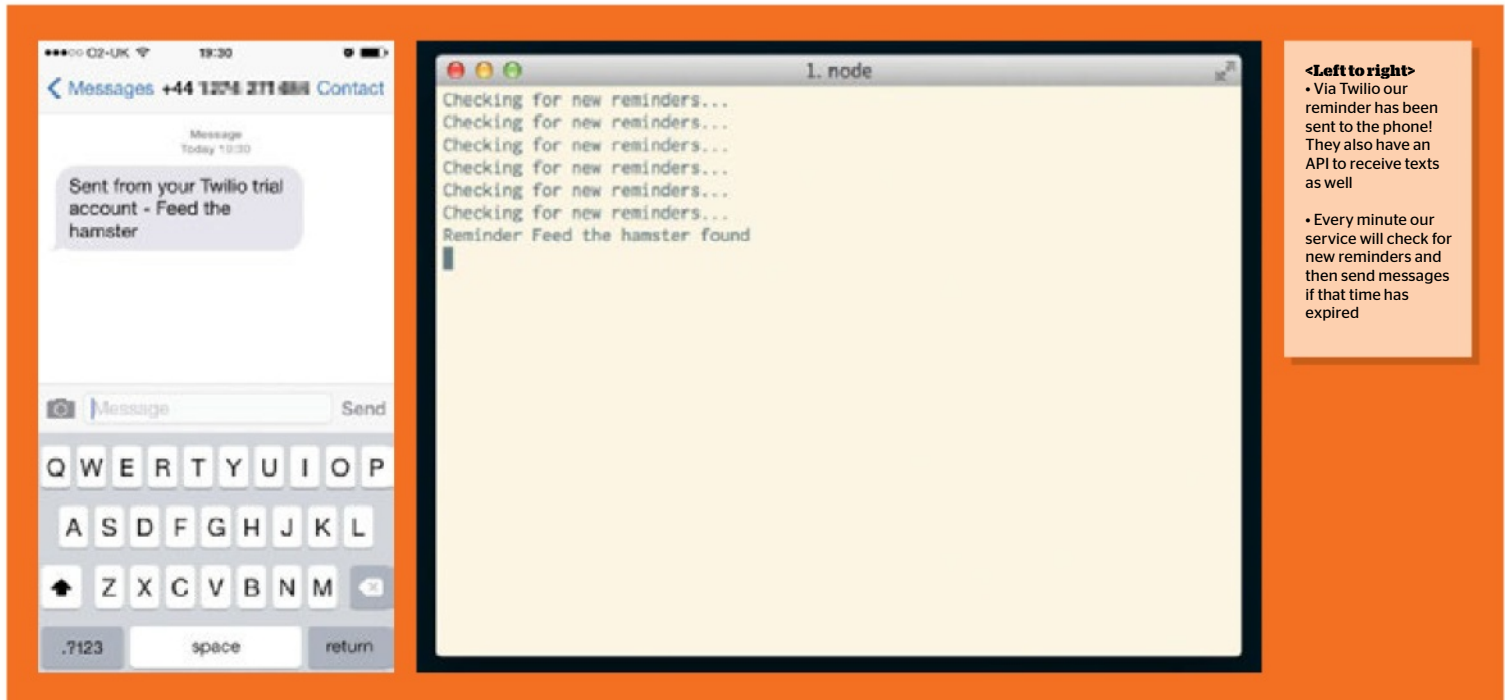 O2-UK 19:30
Messages +44 Contact
Message
Today 19:30
Sent from your Twilio trial
account - Feed the
hamster
Message Send
Q W E R T Y U I O P
A S D F G H J K L
Z X C V B N M
.?123 space return
1. node
Checking for new reminders...
Checking for new reminders...
Checking for new reminders...
Checking for new reminders...
Checking for new reminders...
Checking for new reminders...
Reminder Feed the hamster found
<Left to right>
• Via Twilio our
reminder has been
sent to the phone!
They also have an
API to receive texts
as well
• Every minute our
service will check for
new reminders and
then send messages
if that time has
expired